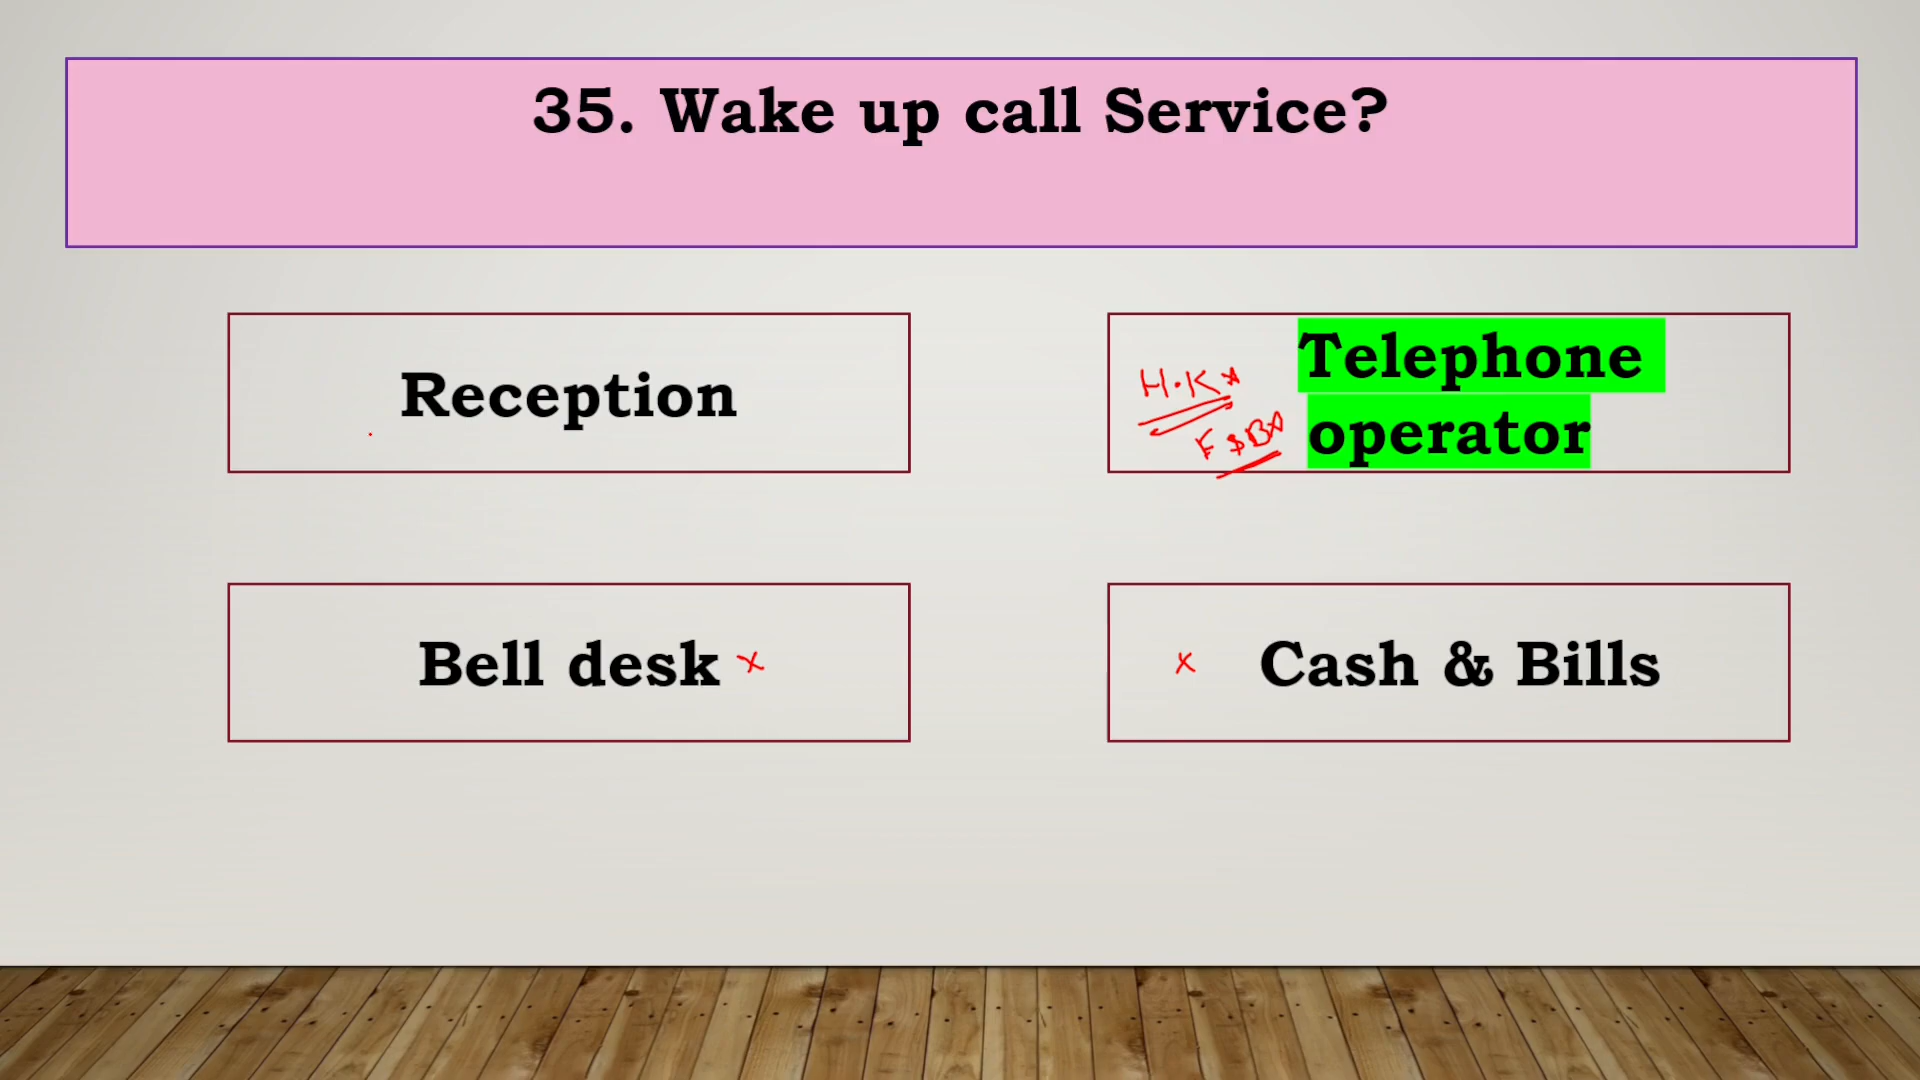 35. Wake up call Service?
Reception
H.K x
F $ B x
Telephone
operator
Bell desk x
x Cash & Bills